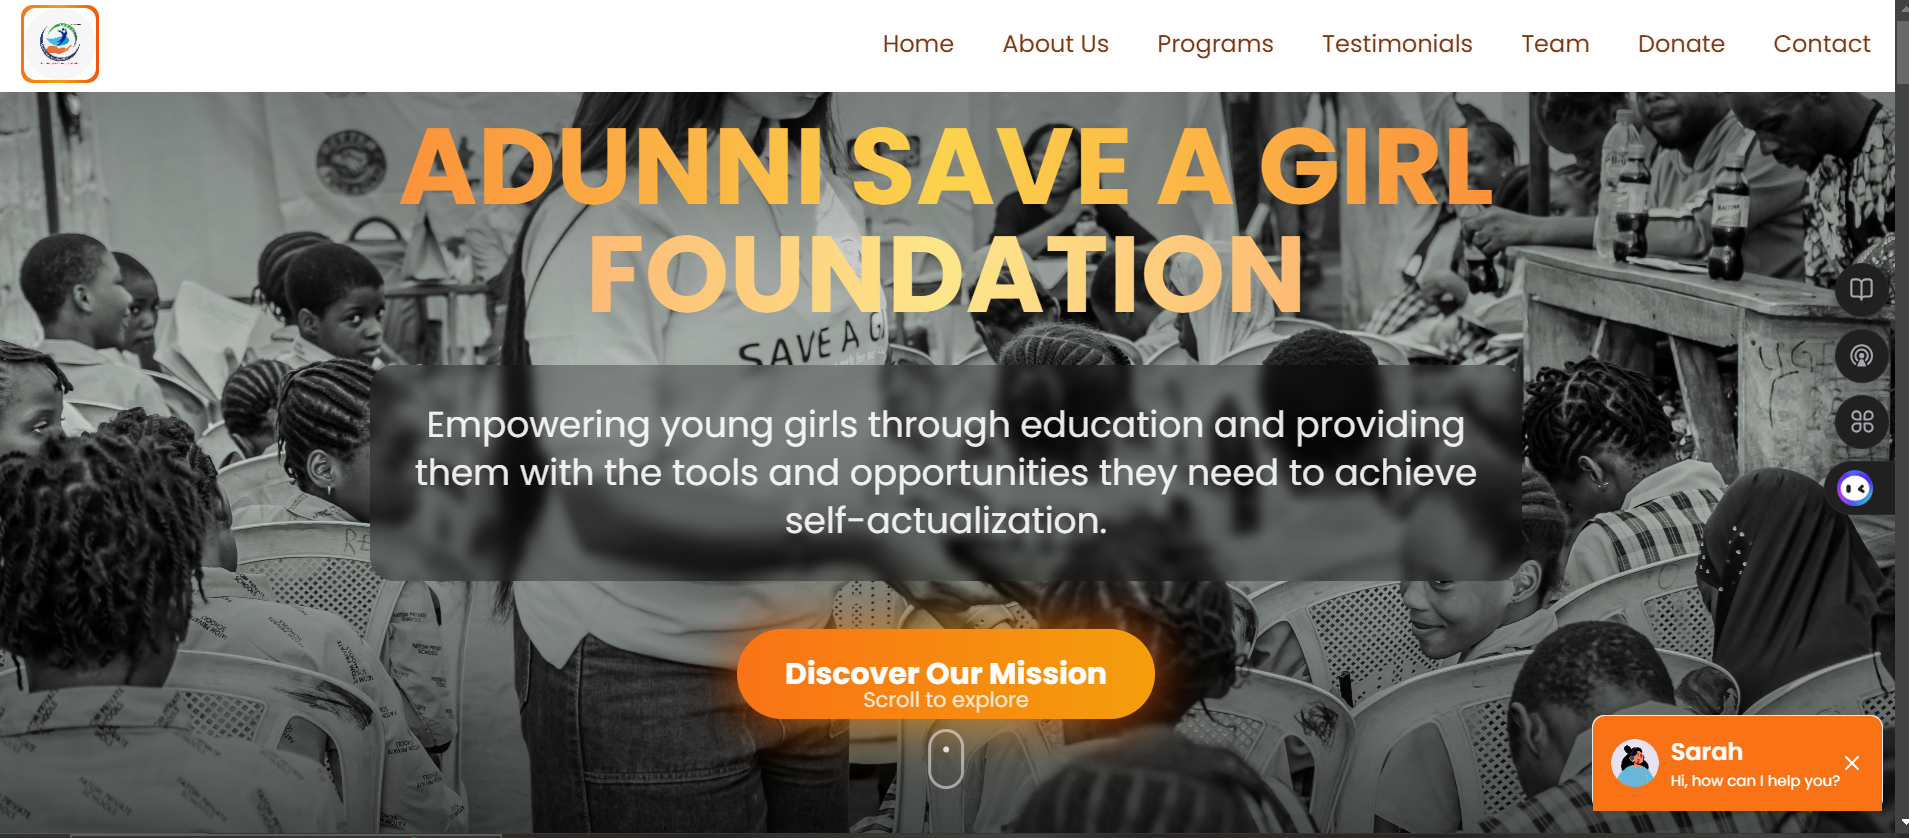 Home About Us Programs Testimonials Team Donate Contact
ADUNNI SAVE A GIRL
FOUNDATION
SAVE A G
Empowering young girls through education and providing
them with the tools and opportunities they need to achieve
self-actualization.
Discover Our Mission
Scroll to explore
Sarah
Hi, how can I help you?